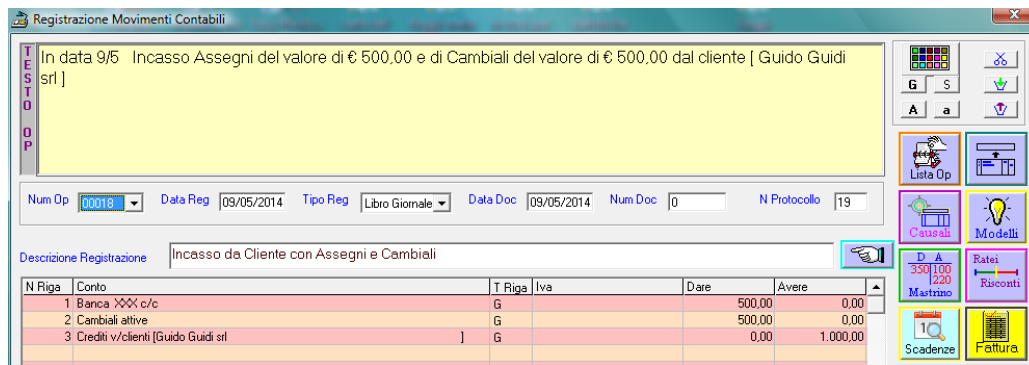 Registrazione Movimenti Contabili
TESTO OP
In data 9/5 Incasso Assegni del valore di € 500,00 e di Cambiali del valore di € 500,00 dal cliente [ Guido Guidi
srl ]
G S
A a
Lista Op
Num Op 00018 Data Reg 09/05/2014 Tipo Reg Libro Giornale Data Doc 09/05/2014 Num Doc 0 N Protocollo 19
Causali Modelli
Descrizione Registrazione Incasso da Cliente con Assegni e Cambiali
D A
350 100
220
Mastrino
Ratei
Risconti
N Riga Conto T Riga Iva Dare Avere
1 Banca XXX c/c G 500,00 0,00
2 Cambiali attive G 500,00 0,00
3 Crediti v/clienti [Guido Guidi srl ] G 0,00 1.000,00
10
Scadenze Fattura